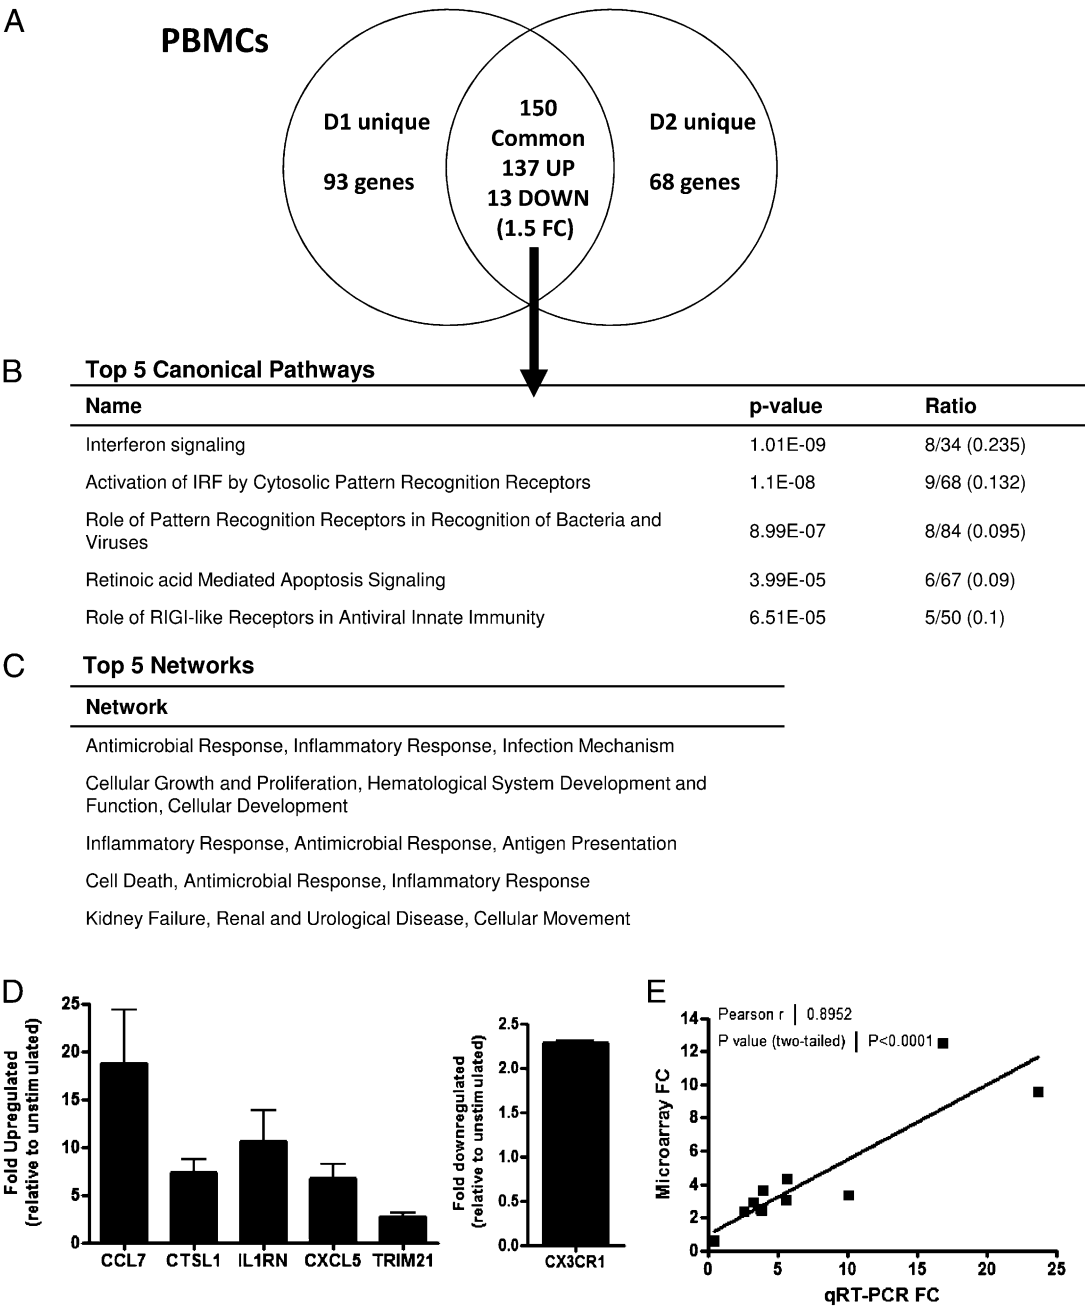 A
PBMCs
D1 unique
93 genes
150
Common
137 UP
13 DOWN
(1.5 FC)
D2 unique
68 genes
B
Top 5 Canonical Pathways
Name p-value Ratio
Interferon signaling 1.01E-09 8/34 (0.235)
Activation of IRF by Cytosolic Pattern Recognition Receptors 1.1E-08 9/68 (0.132)
Role of Pattern Recognition Receptors in Recognition of Bacteria and
Viruses 8.99E-07 8/84 (0.095)
Retinoic acid Mediated Apoptosis Signaling 3.99E-05 6/67 (0.09)
Role of RIGI-like Receptors in Antiviral Innate Immunity 6.51E-05 5/50 (0.1)
C
Top 5 Networks
Network
Antimicrobial Response, Inflammatory Response, Infection Mechanism
Cellular Growth and Proliferation, Hematological System Development and
Function, Cellular Development
Inflammatory Response, Antimicrobial Response, Antigen Presentation
Cell Death, Antimicrobial Response, Inflammatory Response
Kidney Failure, Renal and Urological Disease, Cellular Movement
D
Fold Upregulated
(relative to unstimulated)
25
20
15
10
5
0
CCL7 CTSL1 IL1RN CXCL5 TRIM21
Fold downregulated
(relative to unstimulated)
2.5
2.0
1.5
1.0
0.5
0.0
CX3CR1
E
Pearson r 0.8952
P value (two-tailed) P<0.0001
Microarray FC
14
12
10
8
6
4
2
0
0 5 10 15 20 25
qRT-PCR FC